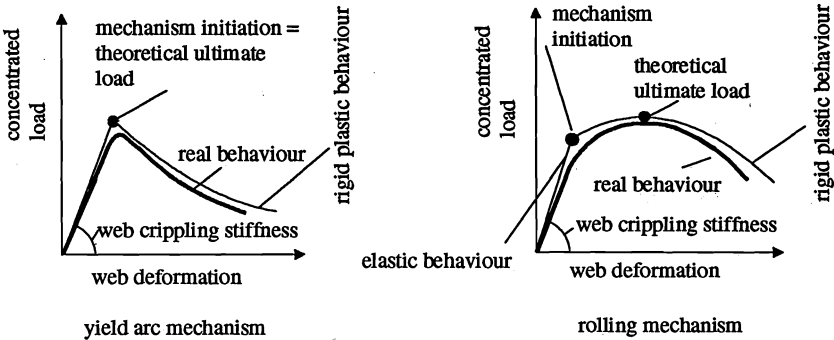 mechanism initiation =
theoretical ultimate
load
concentrated
load
real behaviour
rigid plastic behaviour
web crippling stiffness
web deformation
yield arc mechanism
mechanism
initiation
theoretical
ultimate load
concentrated
load
real behaviour
rigid plastic behaviour
web crippling stiffness
elastic behaviour
web deformation
rolling mechanism